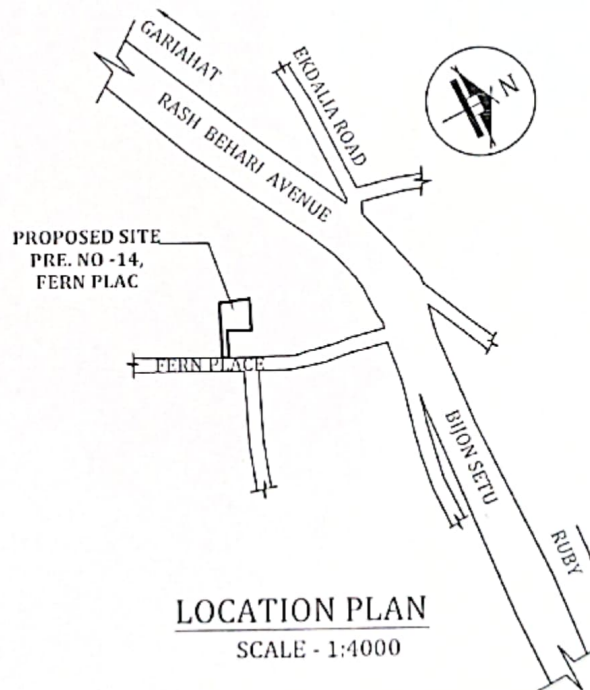 GARIAHAT
EKDALIA ROAD
N
RASH BEHARI AVENUE
PROPOSED SITE
PRE. NO -14,
FERN PLAC
FERN PLACE
BIJON SETU
RUBY
LOCATION PLAN
SCALE - 1:4000